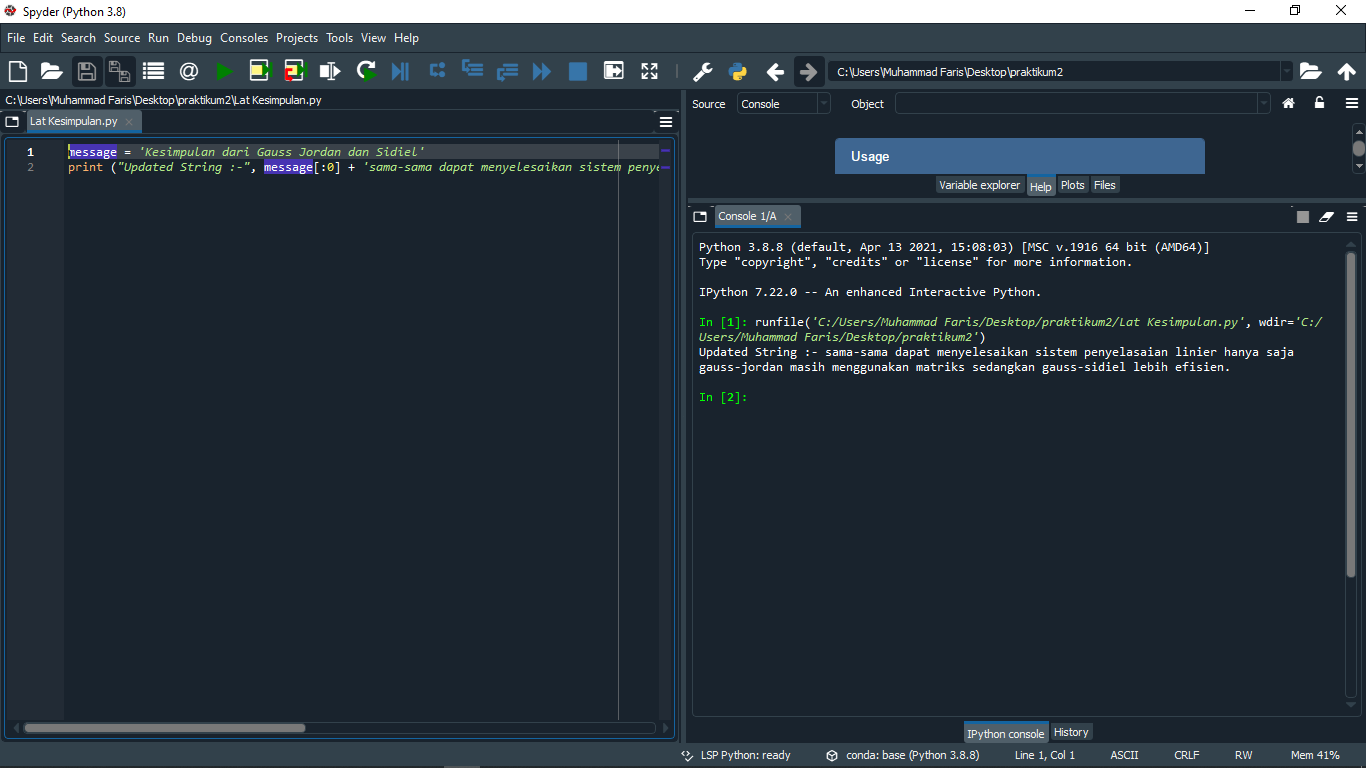 Spyder (Python 3.8)
File Edit Search Source Run Debug Consoles Projects Tools View Help
C:\Users\Muhammad Faris\Desktop\praktikum2
C:\Users\Muhammad Faris\Desktop\praktikum2\Lat Kesimpulan.py
Lat Kesimpulan.py
1 message = 'Kesimpulan dari Gauss Jordan dan Sidiel'
2 print ("Updated String :-", message[:0] + 'sama-sama dapat menyelesaikan sistem penye
Source Console Object
Usage
Variable explorer Help Plots Files
Console 1/A
Python 3.8.8 (default, Apr 13 2021, 15:08:03) [MSC v.1916 64 bit (AMD64)]
Type "copyright", "credits" or "license" for more information.
IPython 7.22.0 -- An enhanced Interactive Python.
In [1]: runfile('C:/Users/Muhammad Faris/Desktop/praktikum2/Lat Kesimpulan.py', wdir='C:/
Users/Muhammad Faris/Desktop/praktikum2')
Updated String :- sama-sama dapat menyelesaikan sistem penyelasaian linier hanya saja
gauss-jordan masih menggunakan matriks sedangkan gauss-sidiel lebih efisien.
In [2]:
IPython console History
LSP Python: ready conda: base (Python 3.8.8) Line 1, Col 1 ASCII CRLF RW Mem 41%